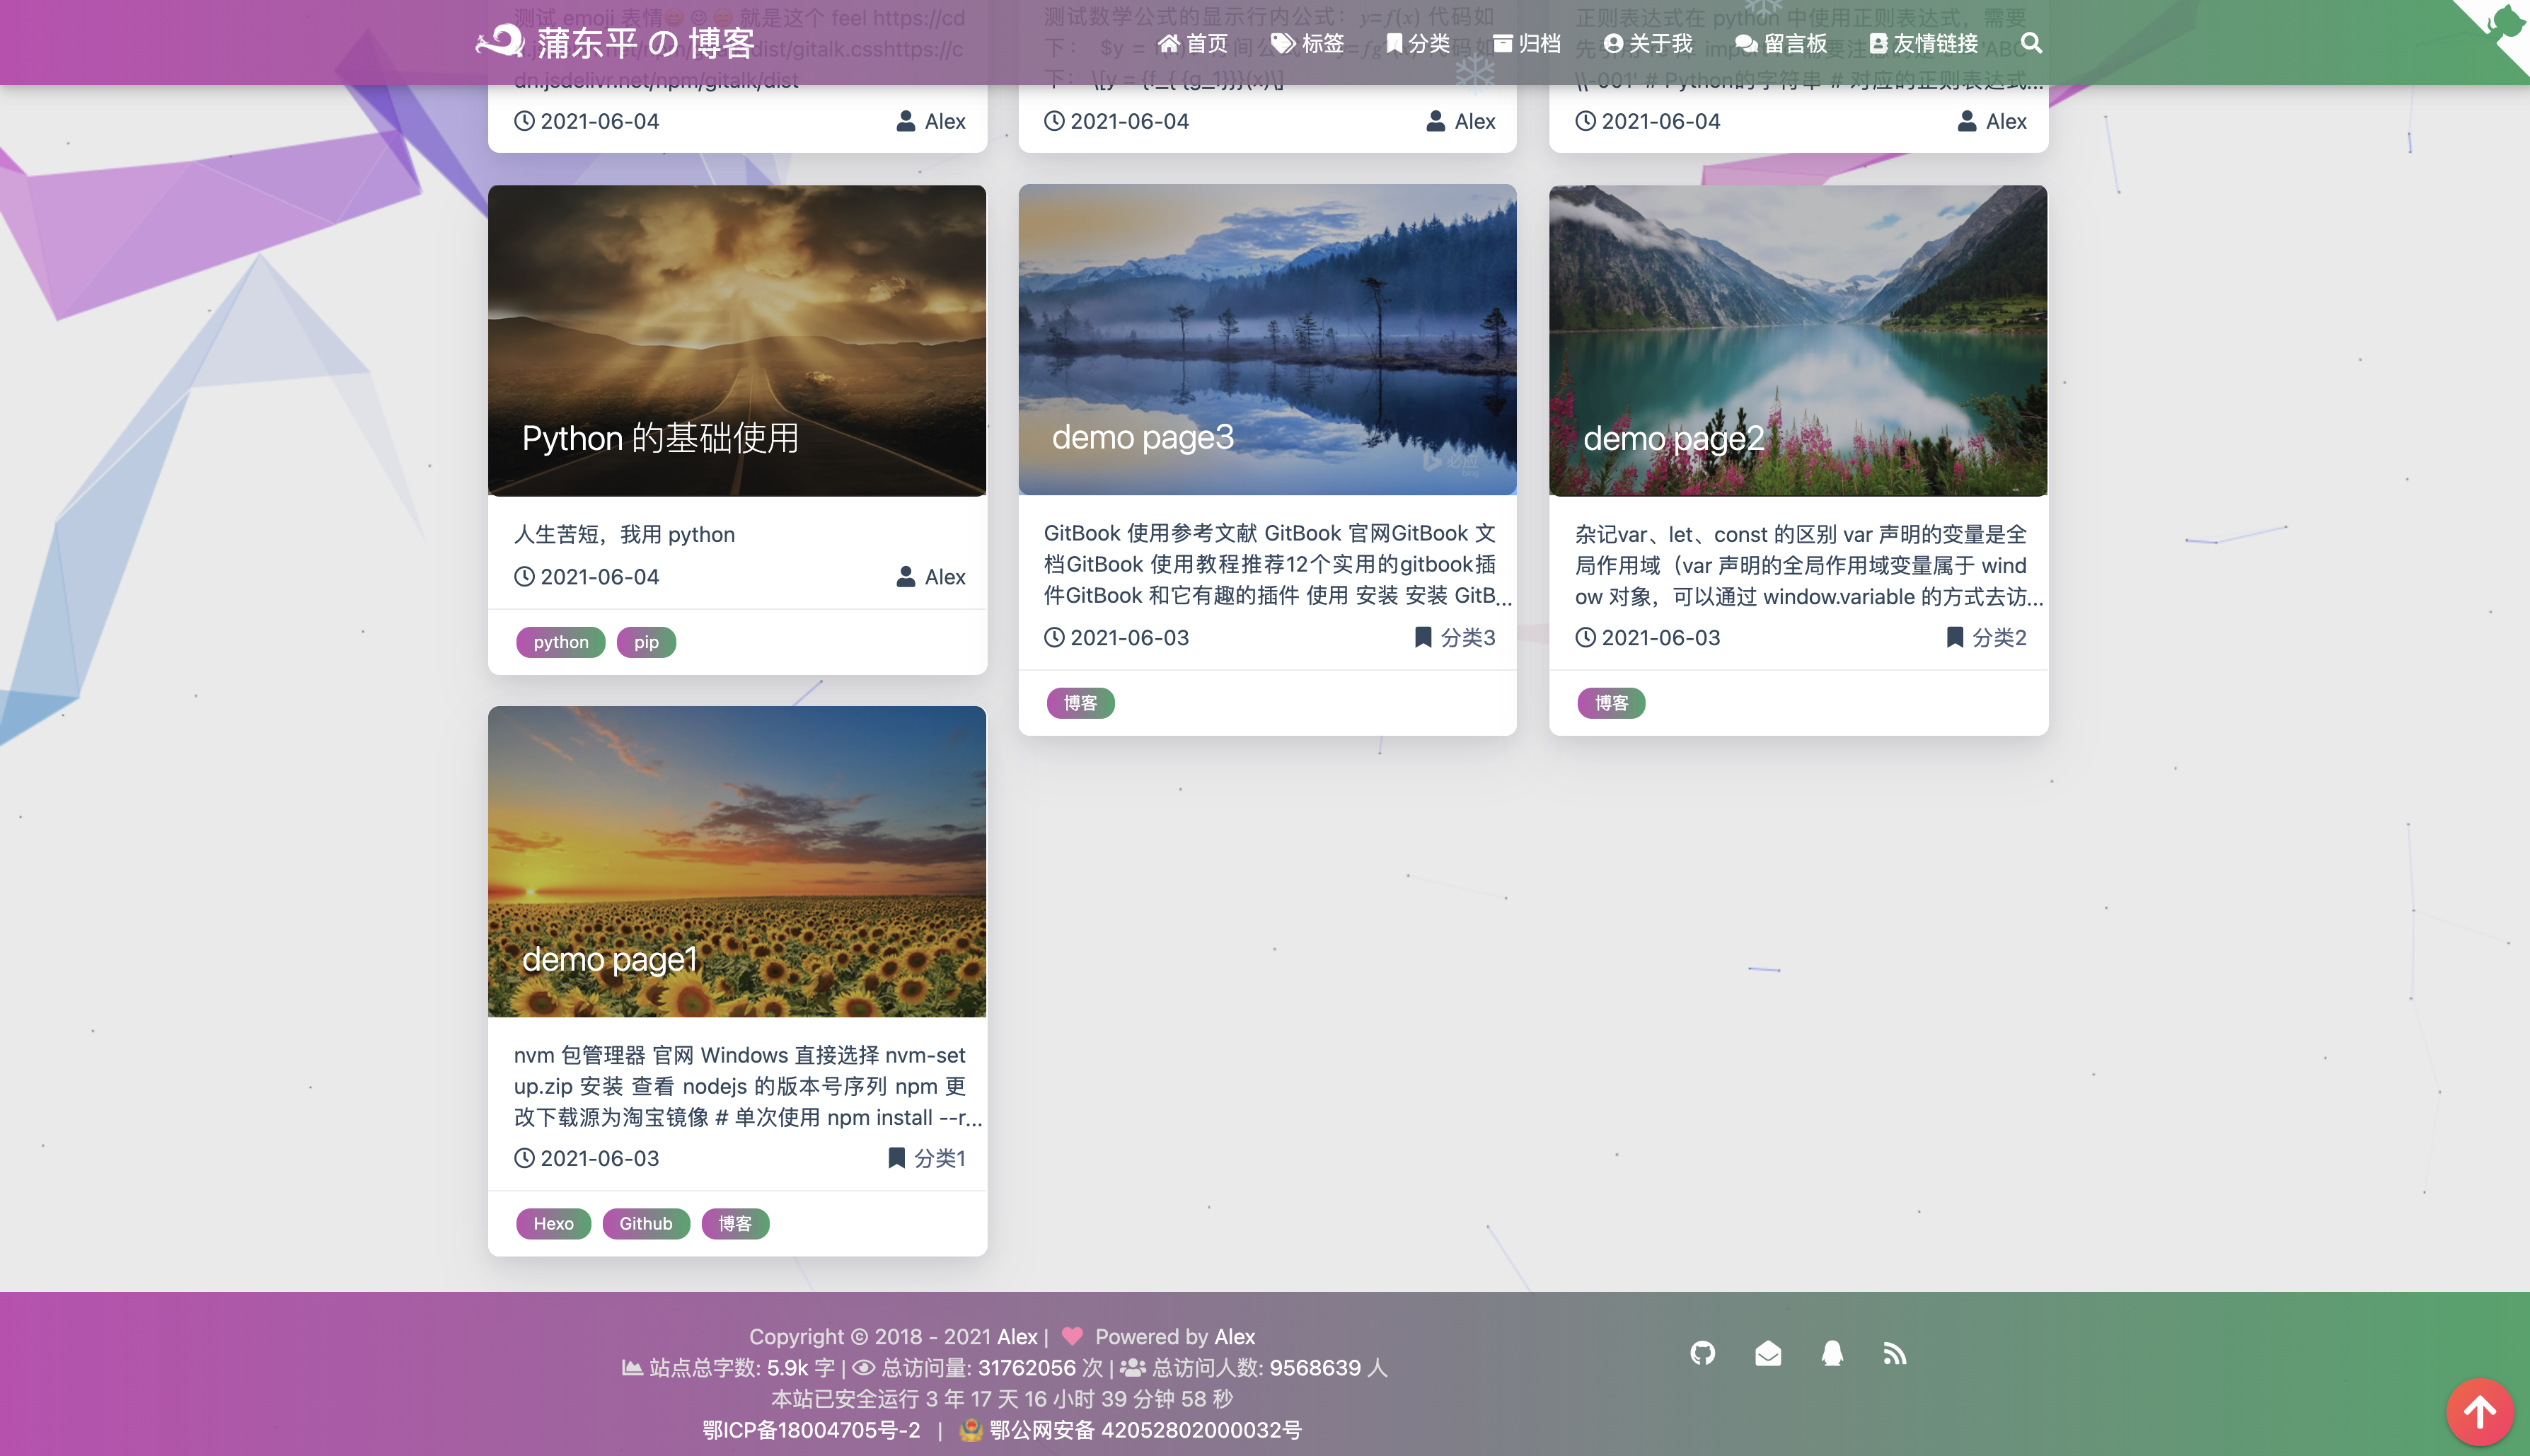 蒲东平 の 博客
首页
标签
分类
归档
关于我
留言板
友情链接
测试 emoji 表情
就是这个 feel https://cd
dn.jsdelivr.net/npm/gitalk/dist
2021-06-04
Alex
测试数学公式的显示行内公式：
2021-06-04
Alex
正则表达式在 python 中使用正则表达式，需要
\\-001' # Python的字符串 # 对应的正则表达式...
2021-06-04
Alex
Python 的基础使用
人生苦短，我用 python
2021-06-04
Alex
python
pip
demo page3
必应
bing
GitBook 使用参考文献 GitBook 官网GitBook 文
档GitBook 使用教程推荐12个实用的gitbook插
件GitBook 和它有趣的插件 使用 安装 安装 GitB...
2021-06-03
分类3
博客
demo page2
杂记var、let、const 的区别 var 声明的变量是全
局作用域（var 声明的全局作用域变量属于 wind
ow 对象，可以通过 window.variable 的方式去访...
2021-06-03
分类2
博客
demo page1
nvm 包管理器 官网 Windows 直接选择 nvm-set
up.zip 安装 查看 nodejs 的版本号序列 npm 更
改下载源为淘宝镜像 # 单次使用 npm install --r...
2021-06-03
分类1
Hexo
Github
博客
Copyright © 2018 - 2021 Alex | Powered by Alex
站点总字数: 5.9k 字 | 总访问量: 31762056 次 | 总访问人数: 9568639 人
本站已安全运行 3 年 17 天 16 小时 39 分钟 58 秒
鄂ICP备18004705号-2 | 鄂公网安备 42052802000032号